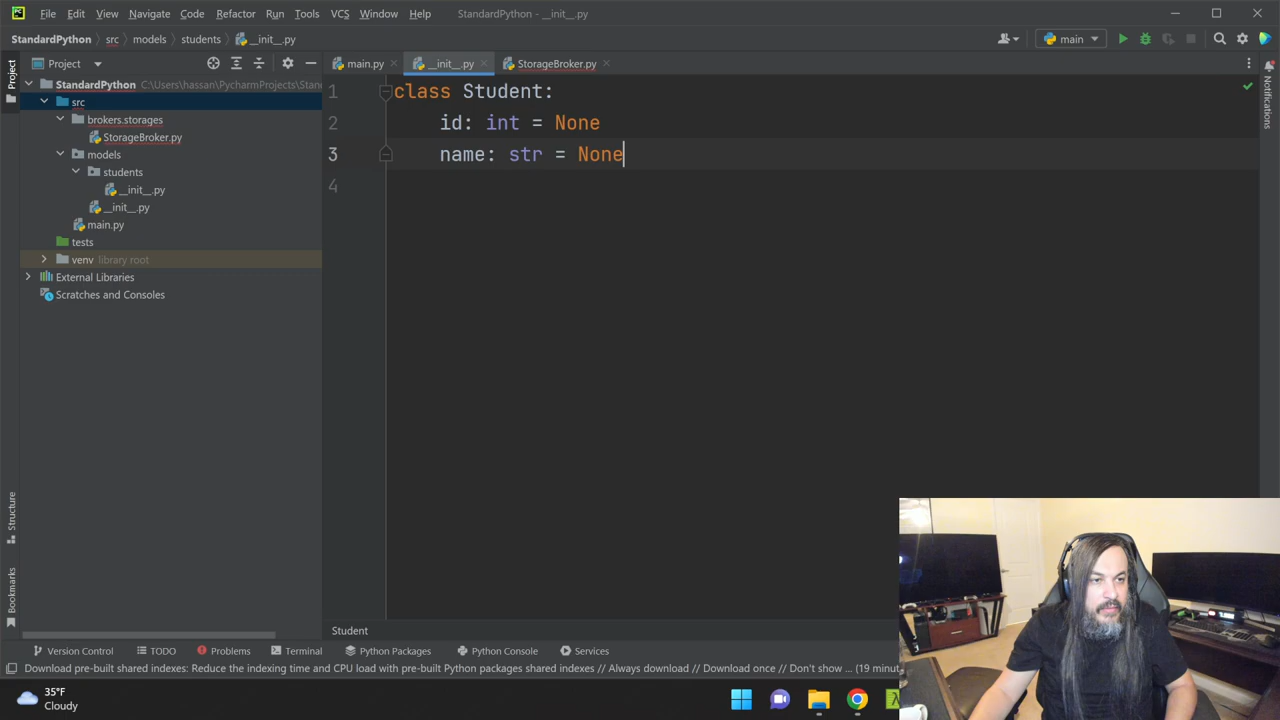 File Edit View Navigate Code Refactor Run Tools VCS Window Help StandardPython - __init__.py
StandardPython src models students __init__.py main
Project main.py __init__.py StorageBroker.py
Project
StandardPython C:\Users\hassan\PycharmProjects\Stand
src
brokers.storages
StorageBroker.py
models
students
__init__.py
__init__.py
main.py
tests
venv library root
External Libraries
Scratches and Consoles
1 class Student:
2 id: int = None
3 name: str = None
4
Notifications
Structure
Bookmarks
Student
Version Control TODO Problems Terminal Python Packages Python Console Services
Download pre-built shared indexes: Reduce the indexing time and CPU load with pre-built Python packages shared indexes // Always download // Download once // Don't show ... (19 minut
35°F
Cloudy